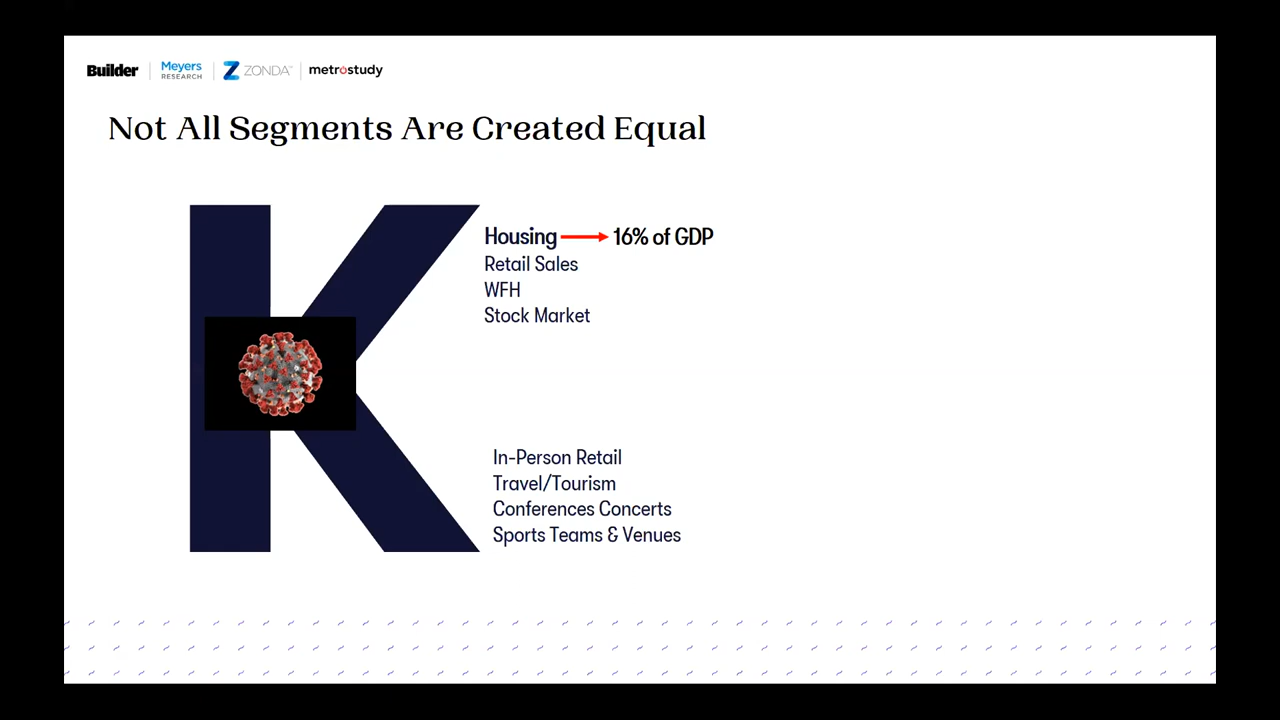 Builder
Meyers
RESEARCH
ZONDA™
metrostudy
Not All Segments Are Created Equal
K
Housing 16% of GDP
Retail Sales
WFH
Stock Market
In-Person Retail
Travel/Tourism
Conferences Concerts
Sports Teams & Venues